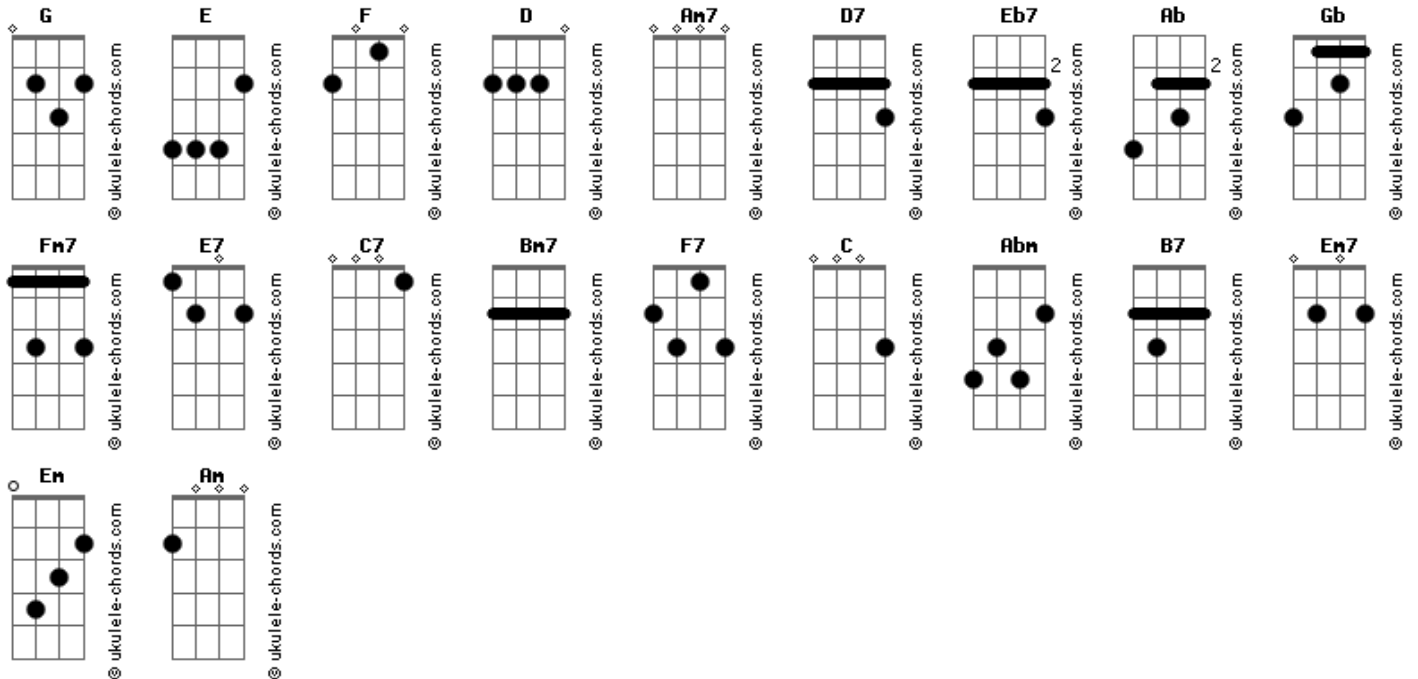 G E F D Am7 D7 Eb7 Ab Gb
2 2
© ukulele-chords.com © ukulele-chords.com © ukulele-chords.com © ukulele-chords.com © ukulele-chords.com © ukulele-chords.com © ukulele-chords.com © ukulele-chords.com © ukulele-chords.com
Fm7 E7 C7 Bm7 F7 C Abm B7 Em7
© ukulele-chords.com © ukulele-chords.com © ukulele-chords.com © ukulele-chords.com © ukulele-chords.com © ukulele-chords.com © ukulele-chords.com © ukulele-chords.com © ukulele-chords.com
Em Am
© ukulele-chords.com © ukulele-chords.com